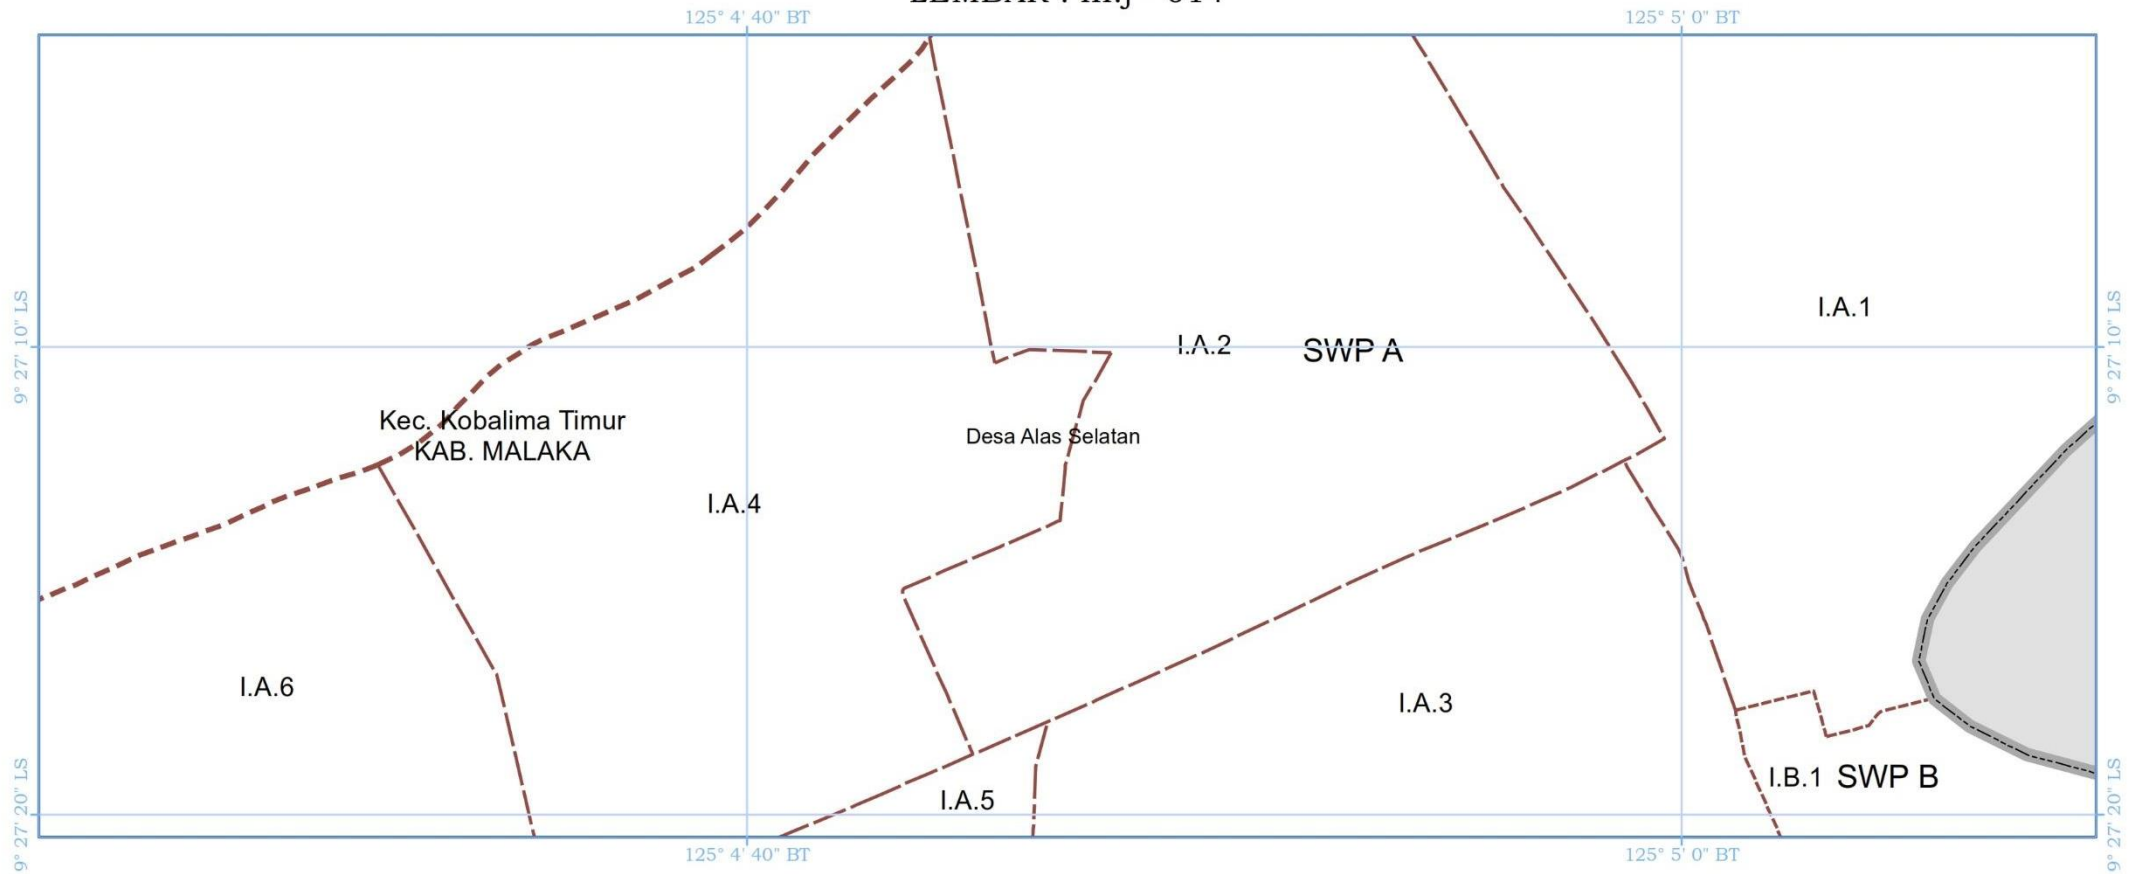 125° 4' 40" BT
125° 5' 0" BT
9° 27' 10" LS
9° 27' 10" LS
I.A.1
I.A.2
SWP A
Kec. Kobalima Timur
KAB. MALAKA
Desa Alas Selatan
I.A.4
I.A.6
I.A.3
I.A.5
I.B.1
SWP B
9° 27' 20" LS
9° 27' 20" LS
125° 4' 40" BT
125° 5' 0" BT